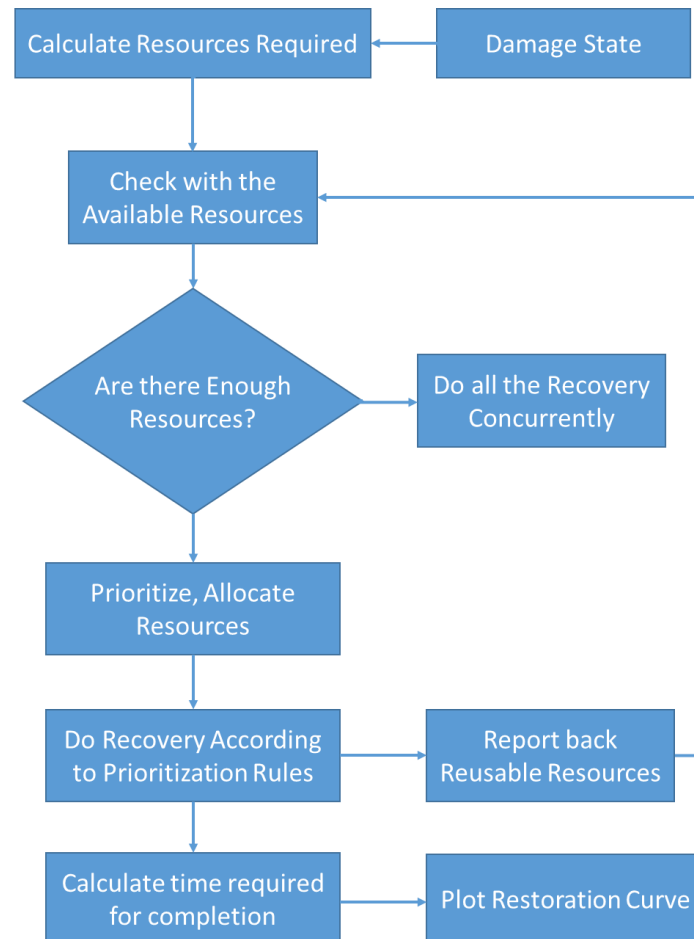 Calculate Resources Required
Damage State
Check with the
Available Resources
Are there Enough
Resources?
Do all the Recovery
Concurrently
Prioritize, Allocate
Resources
Do Recovery According
to Prioritization Rules
Report back
Reusable Resources
Calculate time required
for completion
Plot Restoration Curve